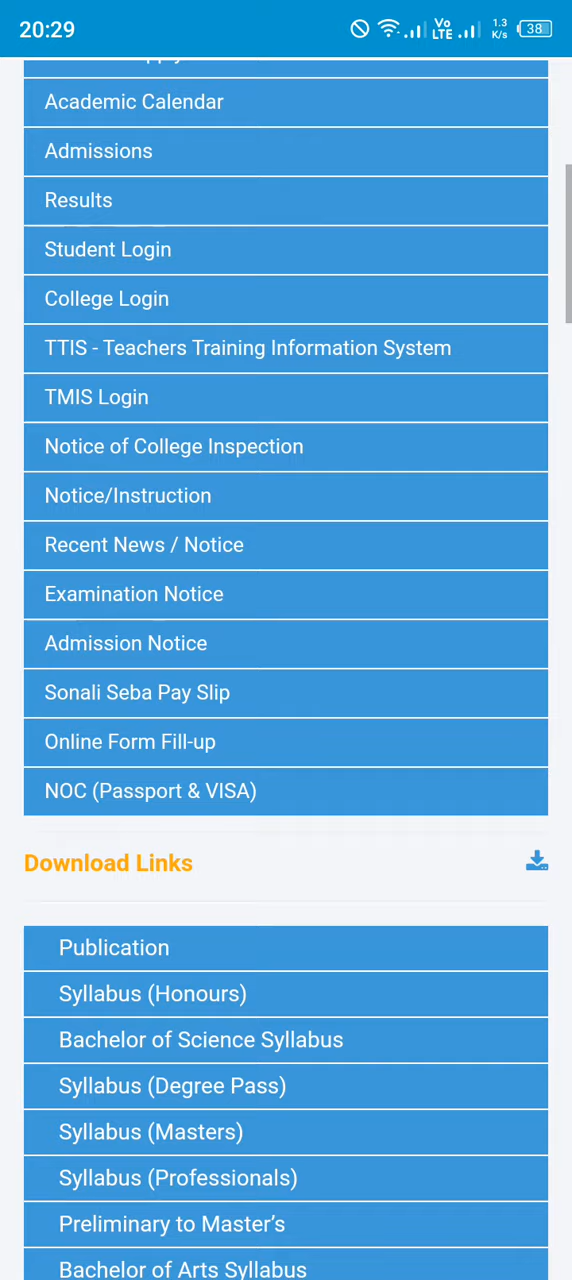 20:29
Vo
LTE
1.3
K/s
38
Academic Calendar
Admissions
Results
Student Login
College Login
TTIS - Teachers Training Information System
TMIS Login
Notice of College Inspection
Notice/Instruction
Recent News / Notice
Examination Notice
Admission Notice
Sonali Seba Pay Slip
Online Form Fill-up
NOC (Passport & VISA)
Download Links
Publication
Syllabus (Honours)
Bachelor of Science Syllabus
Syllabus (Degree Pass)
Syllabus (Masters)
Syllabus (Professionals)
Preliminary to Master’s
Bachelor of Arts Syllabus